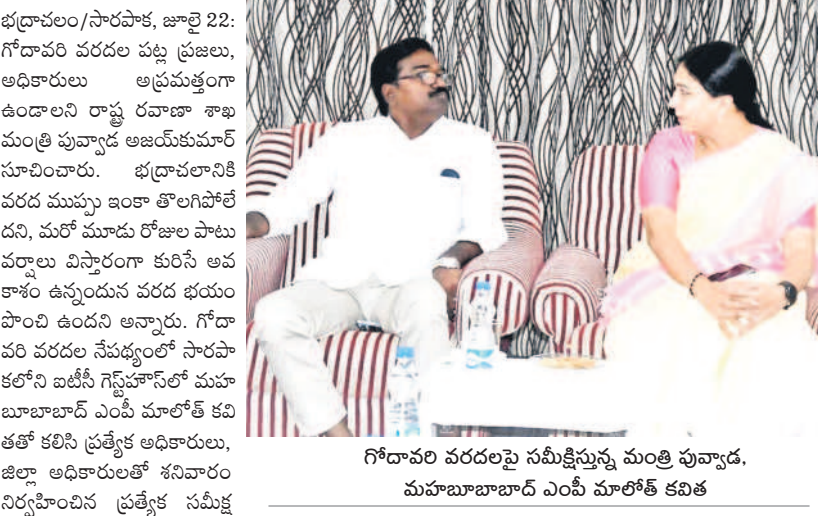 భద్రాచలం/సారపాక, జూలై 22:
గోదావరి వరదల పట్ల ప్రజలు,
అధికారులు అప్రమత్తంగా
ఉండాలని రాష్ట్ర రవాణా శాఖ
మంత్రి పువ్వాడ అజయ్‌కుమార్
సూచించారు. భద్రాచలానికి
వరద ముప్పు ఇంకా తొలగిపోలే
దని, మరో మూడు రోజుల పాటు
వర్షాలు విస్తారంగా కురిసే అవ
కాశం ఉన్నందున వరద భయం
పొంచి ఉందని అన్నారు. గోదా
వరి వరదల నేపథ్యంలో సారపా
కలోని ఐటీసీ గెస్ట్‌హౌస్‌లో మహ
బూబాబాద్ ఎంపీ మాలోత్ కవి
తతో కలిసి ప్రత్యేక అధికారులు,
జిల్లా అధికారులతో శనివారం
నిర్వహించిన ప్రత్యేక సమీక్ష
గోదావరి వరదలపై సమీక్షిస్తున్న మంత్రి పువ్వాడ,
మహబూబాబాద్ ఎంపీ మాలోత్ కవిత